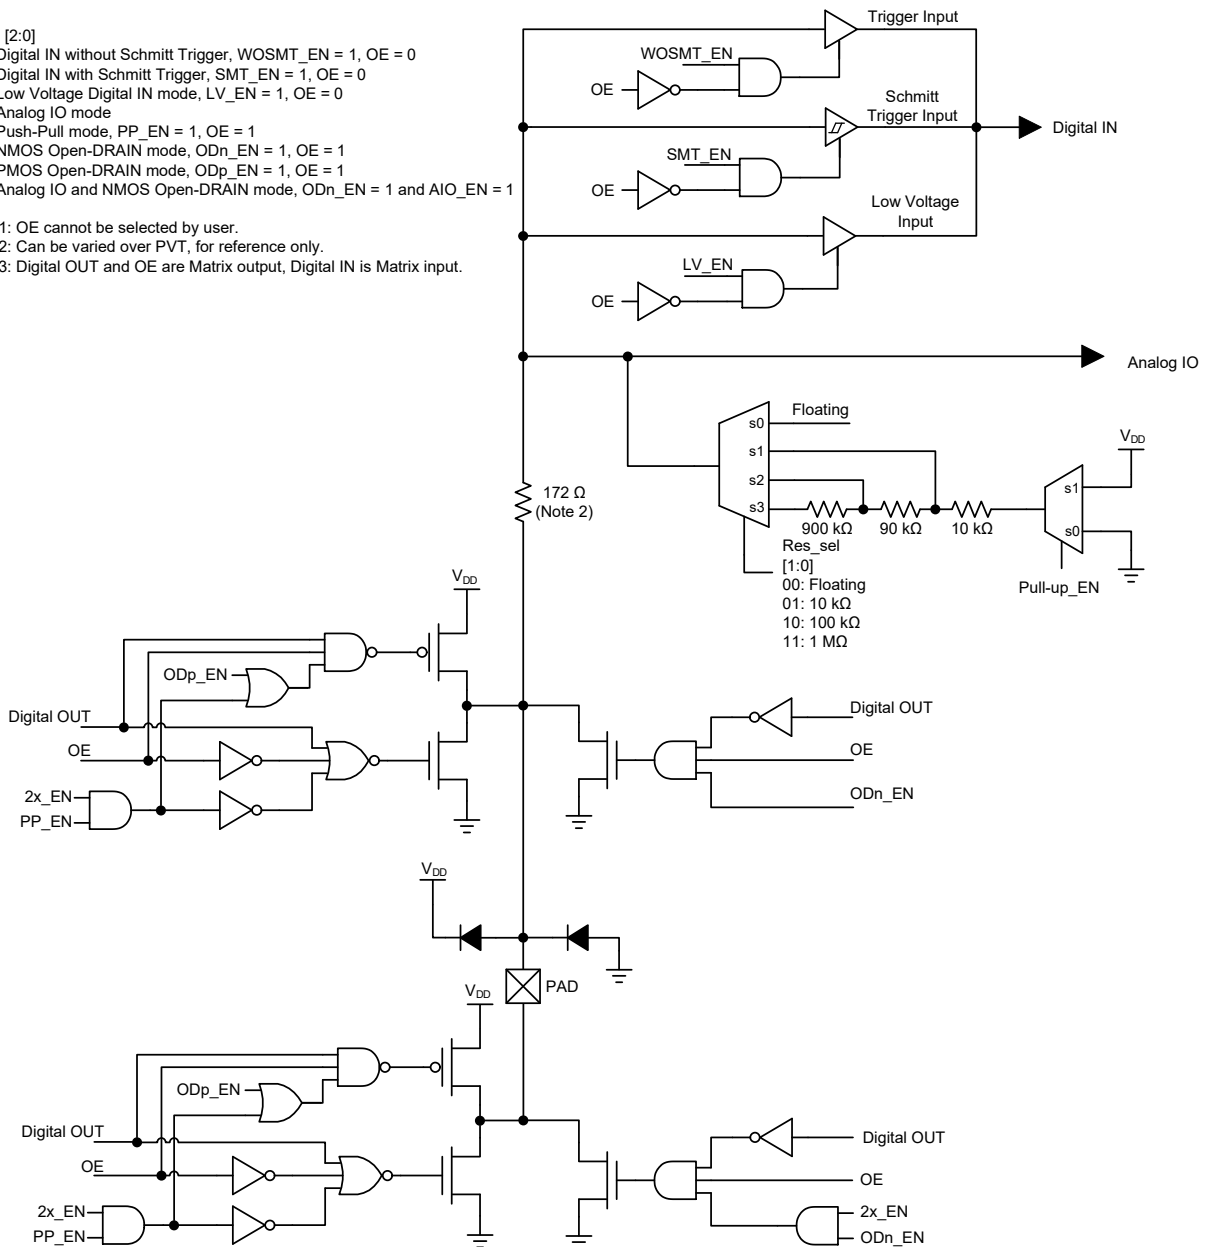 [2:0]
Digital IN without Schmitt Trigger, WOSMT_EN = 1, OE = 0
Digital IN with Schmitt Trigger, SMT_EN = 1, OE = 0
Low Voltage Digital IN mode, LV_EN = 1, OE = 0
Analog IO mode
Push-Pull mode, PP_EN = 1, OE = 1
NMOS Open-DRAIN mode, ODn_EN = 1, OE = 1
PMOS Open-DRAIN mode, ODp_EN = 1, OE = 1
Analog IO and NMOS Open-DRAIN mode, ODn_EN = 1 and AIO_EN = 1
1: OE cannot be selected by user.
2: Can be varied over PVT, for reference only.
3: Digital OUT and OE are Matrix output, Digital IN is Matrix input.
Trigger Input
WOSMT_EN
OE
Schmitt
Trigger Input
Digital IN
SMT_EN
OE
Low Voltage
Input
LV_EN
OE
Analog IO
Floating
s0
s1
s2
s3
900 kΩ
90 kΩ
10 kΩ
VDD
s1
s0
Pull-up_EN
Res_sel
[1:0]
00: Floating
01: 10 kΩ
10: 100 kΩ
11: 1 MΩ
172 Ω
(Note 2)
VDD
ODp_EN
Digital OUT
OE
2x_EN
PP_EN
Digital OUT
OE
ODn_EN
VDD
PAD
VDD
ODp_EN
Digital OUT
OE
2x_EN
PP_EN
Digital OUT
OE
2x_EN
ODn_EN